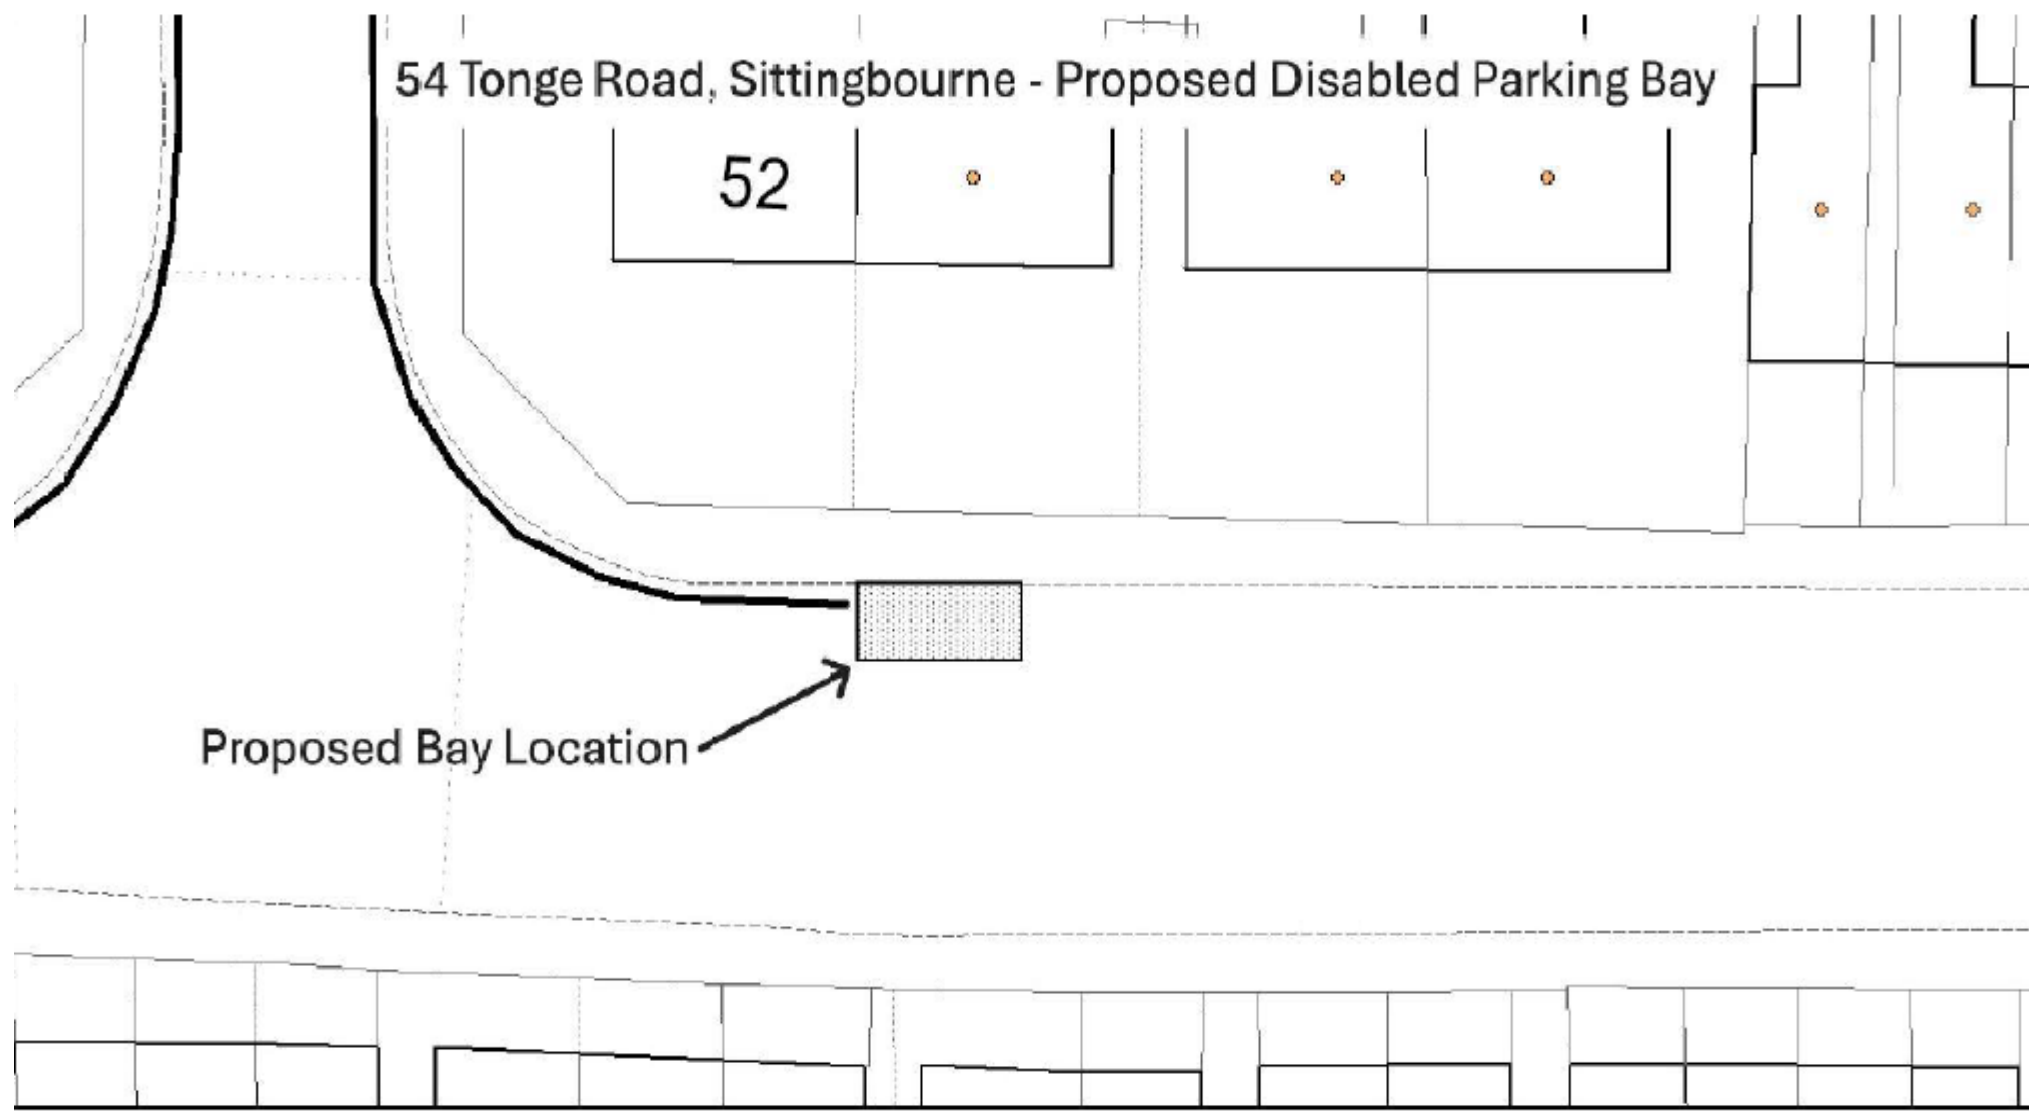 54 Tonge Road, Sittingbourne - Proposed Disabled Parking Bay
52
Proposed Bay Location